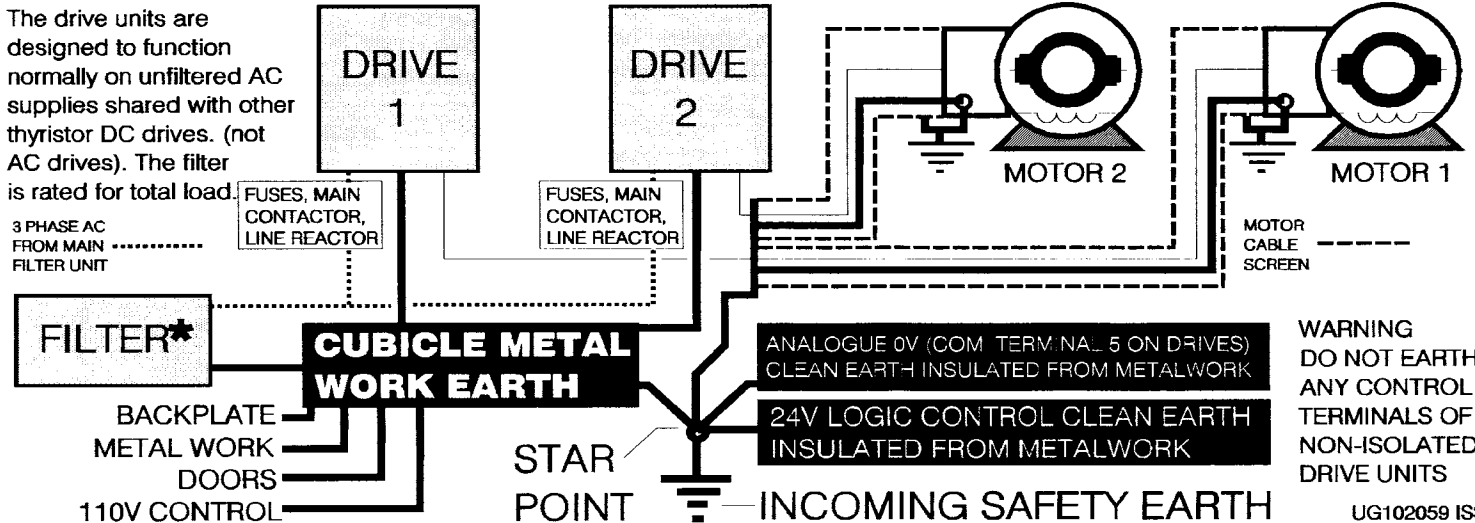 The drive units are
designed to function
normally on unfiltered AC
supplies shared with other
thyristor DC drives. (not
AC drives). The filter
is rated for total load.
3 PHASE AC
FROM MAIN
FILTER UNIT
DRIVE
1
DRIVE
2
FUSES, MAIN
CONTACTOR,
LINE REACTOR
FUSES, MAIN
CONTACTOR,
LINE REACTOR
MOTOR 2
MOTOR 1
MOTOR
CABLE
SCREEN
FILTER*
CUBICLE METAL
WORK EARTH
BACKPLATE
METAL WORK
DOORS
110V CONTROL
STAR
POINT
ANALOGUE 0V (COM TERMINAL 5 ON DRIVES)
CLEAN EARTH INSULATED FROM METALWORK
24V LOGIC CONTROL CLEAN EARTH
INSULATED FROM METALWORK
INCOMING SAFETY EARTH
WARNING
DO NOT EARTH
ANY CONTROL
TERMINALS OF
NON-ISOLATED
DRIVE UNITS
UG102059 ISS